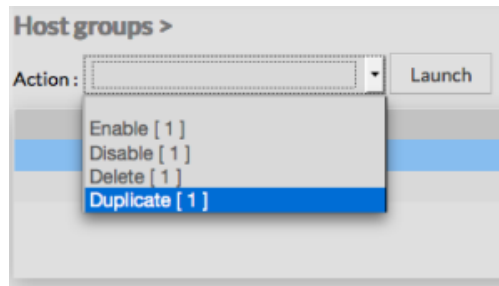 Host groups >
Action :
Launch
Enable [ 1 ]
Disable [ 1 ]
Delete [ 1 ]
Duplicate [ 1 ]